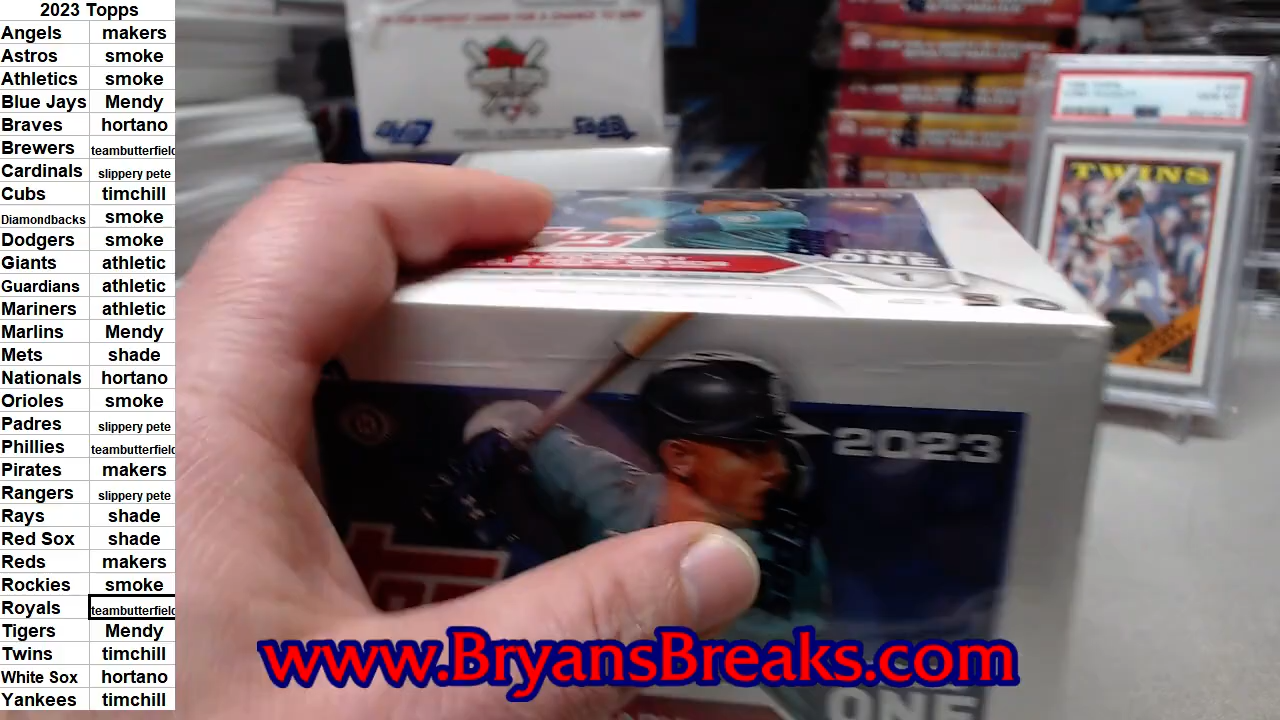 2023 Topps
Angels makers
Astros smoke
Athletics smoke
Blue Jays Mendy
Braves hortano
Brewers teambutterfield
Cardinals slippery pete
Cubs timchill
Diamondbacks smoke
Dodgers smoke
Giants athletic
Guardians athletic
Mariners athletic
Marlins Mendy
Mets shade
Nationals hortano
Orioles smoke
Padres slippery pete
Phillies teambutterfield
Pirates makers
Rangers slippery pete
Rays shade
Red Sox shade
Reds makers
Rockies smoke
Royals teambutterfield
Tigers Mendy
Twins timchill
White Sox hortano
Yankees timchill
TWINS
ONE
1
2023
www.BryansBreaks.com
ONE